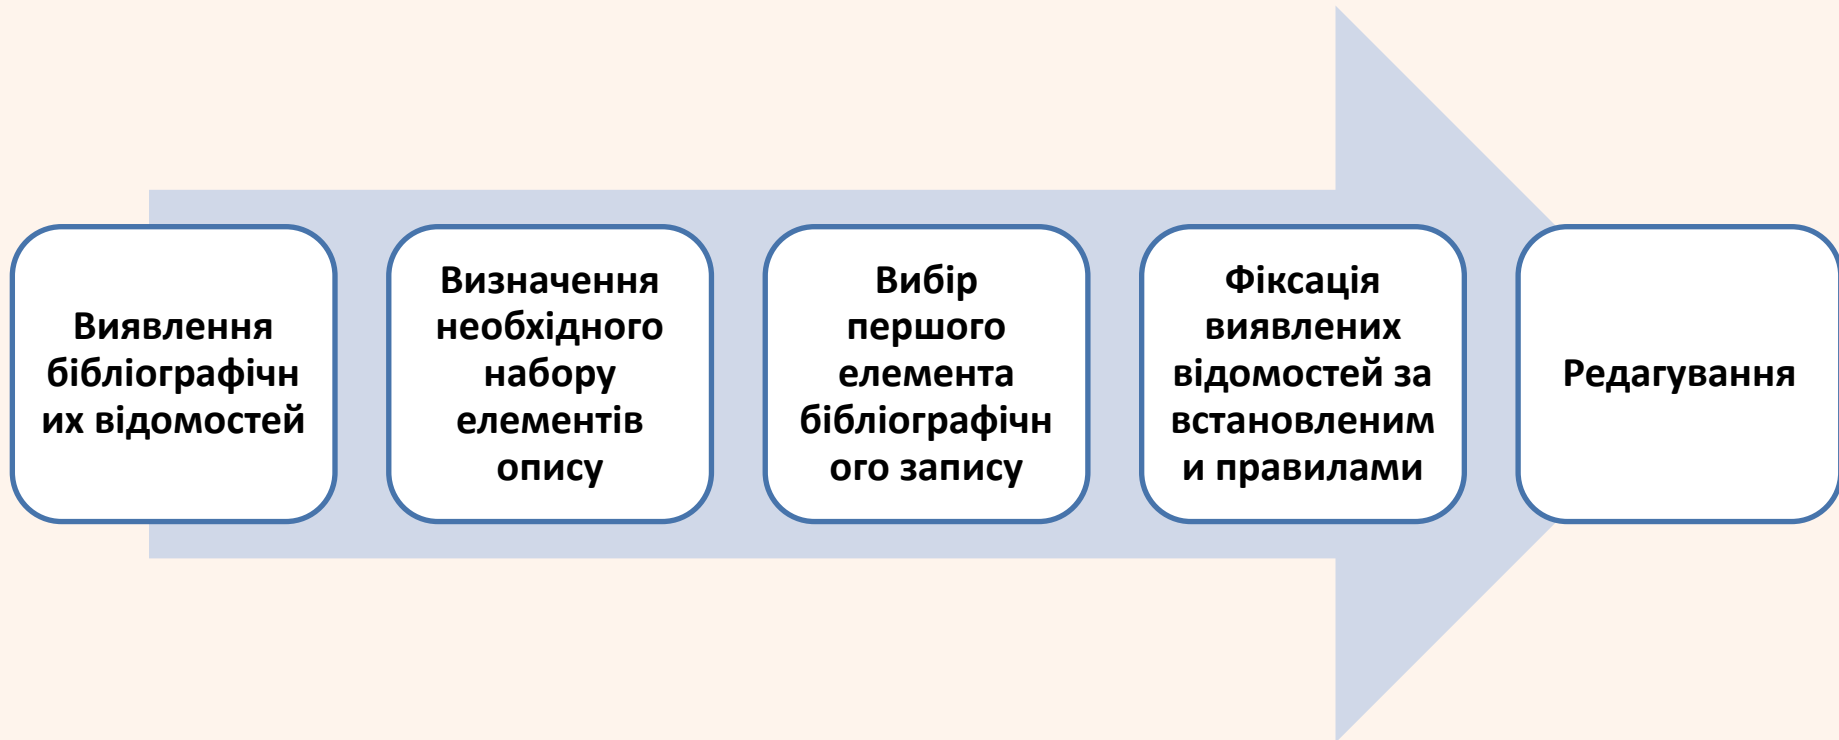 Виявлення
бібліографічн
их відомостей
Визначення
необхідного
набору
елементів
опису
Вибір
першого
елемента
бібліографічн
ого запису
Фіксація
виявлених
відомостей за
встановленим
и правилами
Редагування